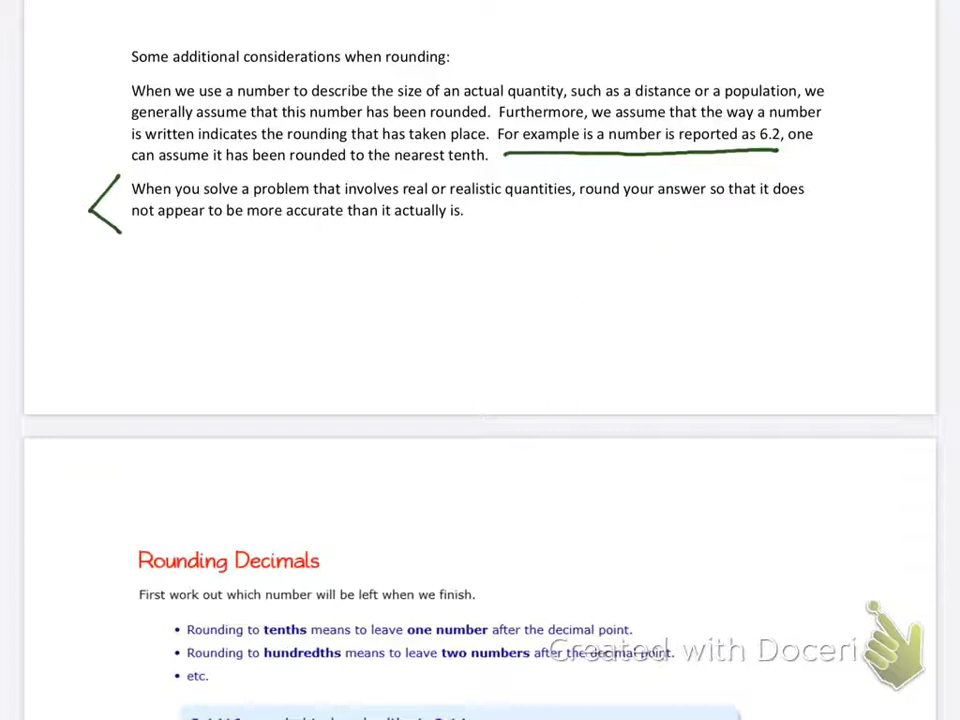 Some additional considerations when rounding:
When we use a number to describe the size of an actual quantity, such as a distance or a population, we
generally assume that this number has been rounded.  Furthermore, we assume that the way a number
is written indicates the rounding that has taken place.  For example is a number is reported as 6.2, one
can assume it has been rounded to the nearest tenth.
When you solve a problem that involves real or realistic quantities, round your answer so that it does
not appear to be more accurate than it actually is.
Rounding Decimals
First work out which number will be left when we finish.
• Rounding to tenths means to leave one number after the decimal point.
• Rounding to hundredths means to leave two numbers after the decimal point.
• etc.
Created with Doceri